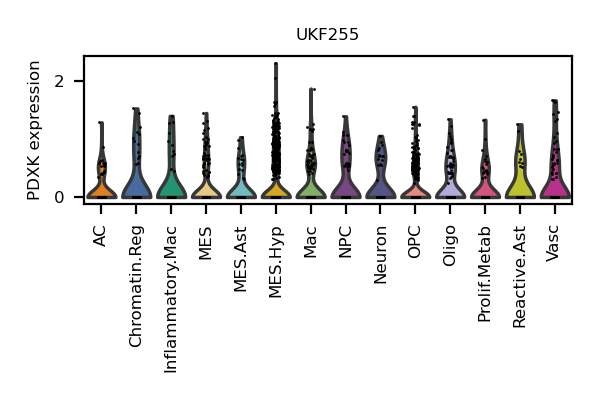 UKF255
PDXK expression
2
0
AC
Chromatin.Reg
Inflammatory.Mac
MES
MES.Ast
MES.Hyp
Mac
NPC
Neuron
OPC
Oligo
Prolif.Metab
Reactive.Ast
Vasc